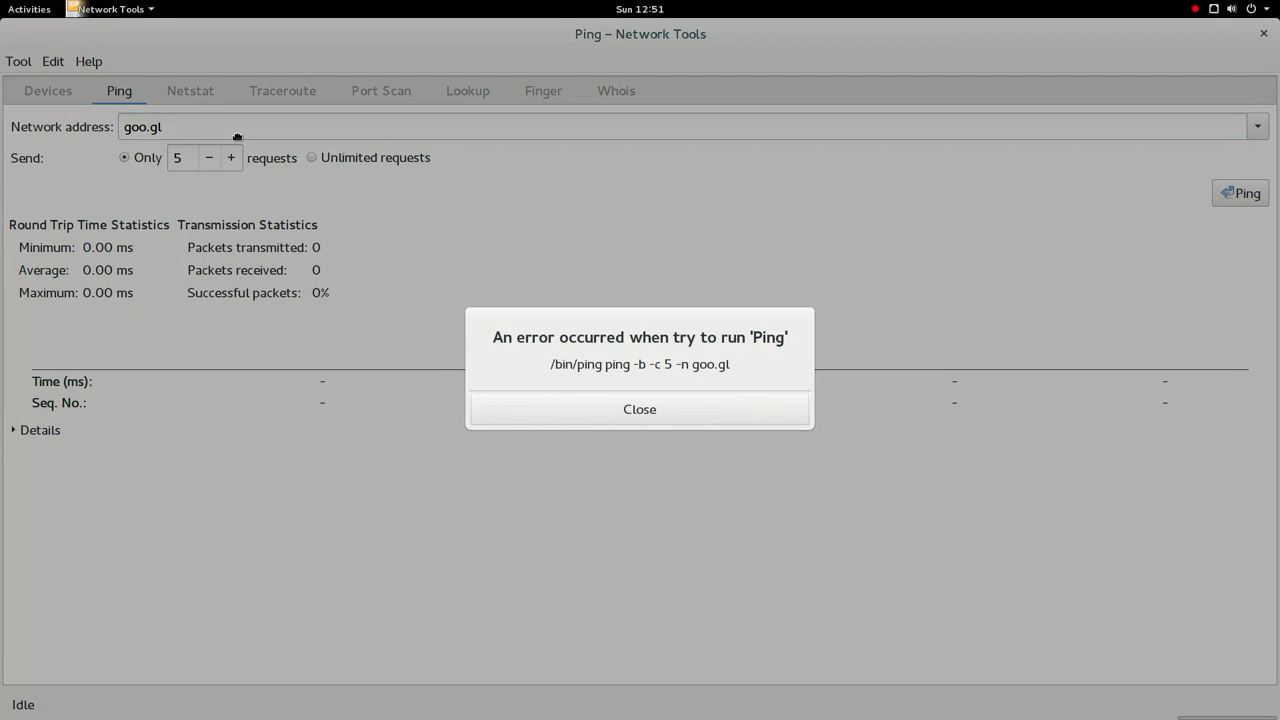 Activities Network Tools Sun 12:51
Ping – Network Tools
Tool Edit Help
Devices Ping Netstat Traceroute Port Scan Lookup Finger Whois
Network address: goo.gl
Send: Only 5 − + requests Unlimited requests
Ping
Round Trip Time Statistics Transmission Statistics
Minimum: 0.00 ms Packets transmitted: 0
Average: 0.00 ms Packets received: 0
Maximum: 0.00 ms Successful packets: 0%
An error occurred when try to run 'Ping'
/bin/ping ping -b -c 5 -n goo.gl
Close
Time (ms): - - -
Seq. No.: - - -
Details
Idle